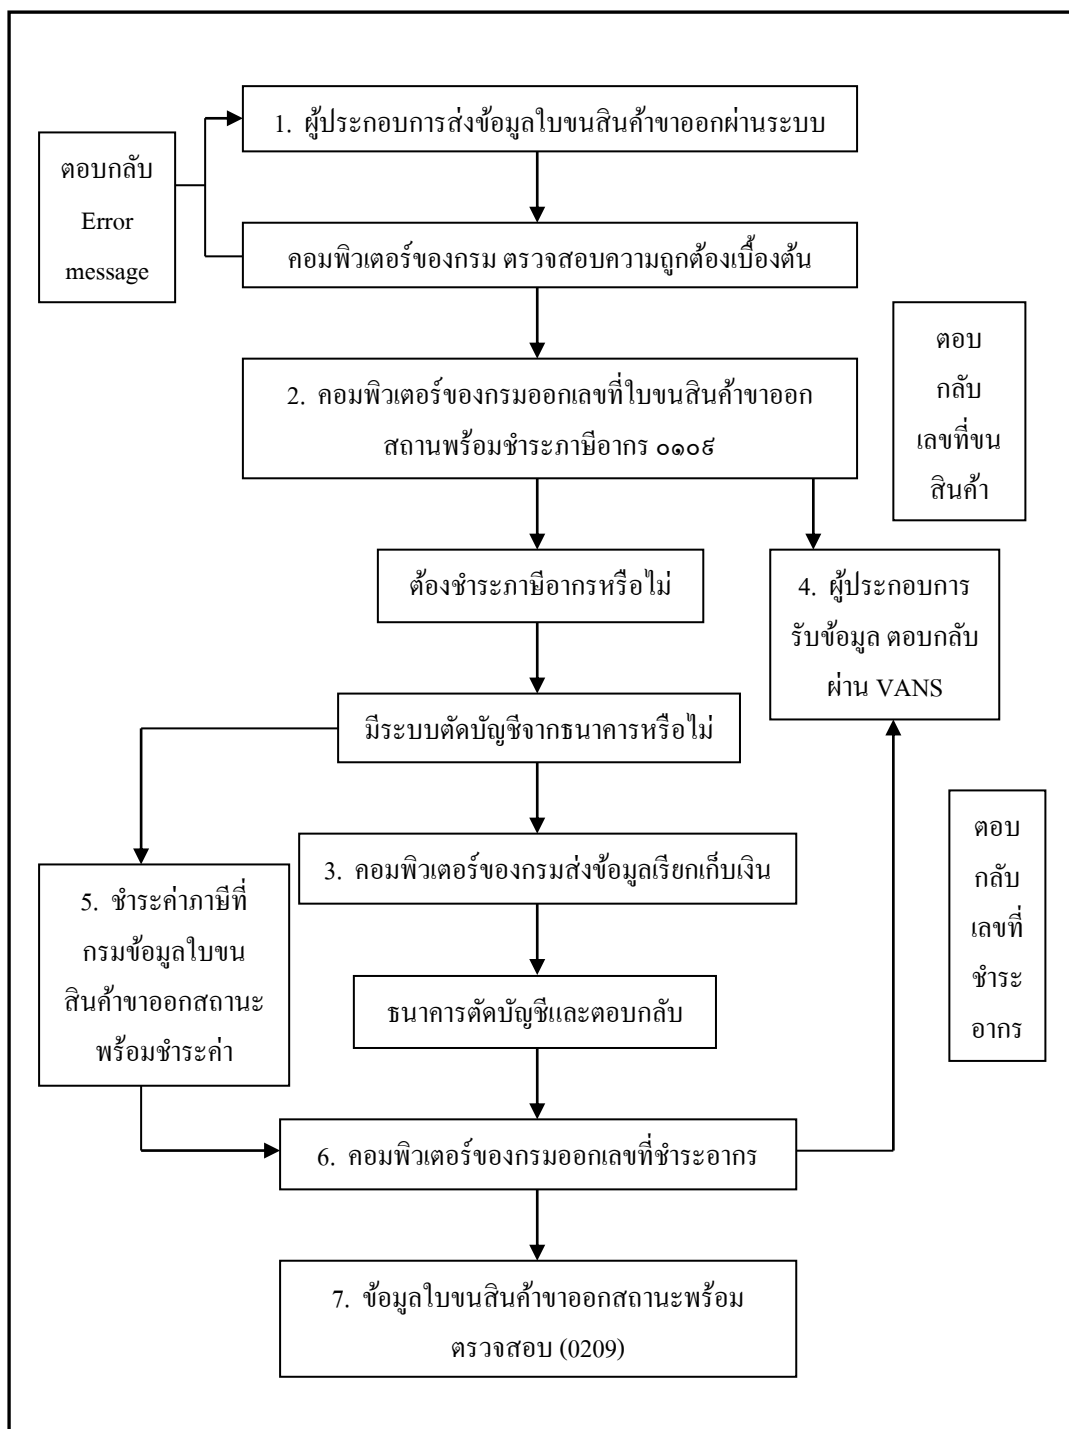 1. ผู้ประกอบการส่งข้อมูลใบขนสินค้าขาออกผ่านระบบ
ตอบกลับ
Error
message
คอมพิวเตอร์ของกรม ตรวจสอบความถูกต้องเบื้องต้น
2. คอมพิวเตอร์ของกรมออกเลขที่ใบขนสินค้าขาออก
สถานพร้อมชำระภาษีอากร ๐๑๐๙
ตอบ
กลับ
เลขที่ขน
สินค้า
ต้องชำระภาษีอากรหรือไม่
4. ผู้ประกอบการ
รับข้อมูล ตอบกลับ
ผ่าน VANS
มีระบบตัดบัญชีจากธนาคารหรือไม่
3. คอมพิวเตอร์ของกรมส่งข้อมูลเรียกเก็บเงิน
ตอบ
กลับ
เลขที่
ชำระ
อากร
5. ชำระค่าภาษีที่
กรมข้อมูลใบขน
สินค้าขาออกสถานะ
พร้อมชำระค่า
ธนาคารตัดบัญชีและตอบกลับ
6. คอมพิวเตอร์ของกรมออกเลขที่ชำระอากร
7. ข้อมูลใบขนสินค้าขาออกสถานะพร้อม
ตรวจสอบ (0209)